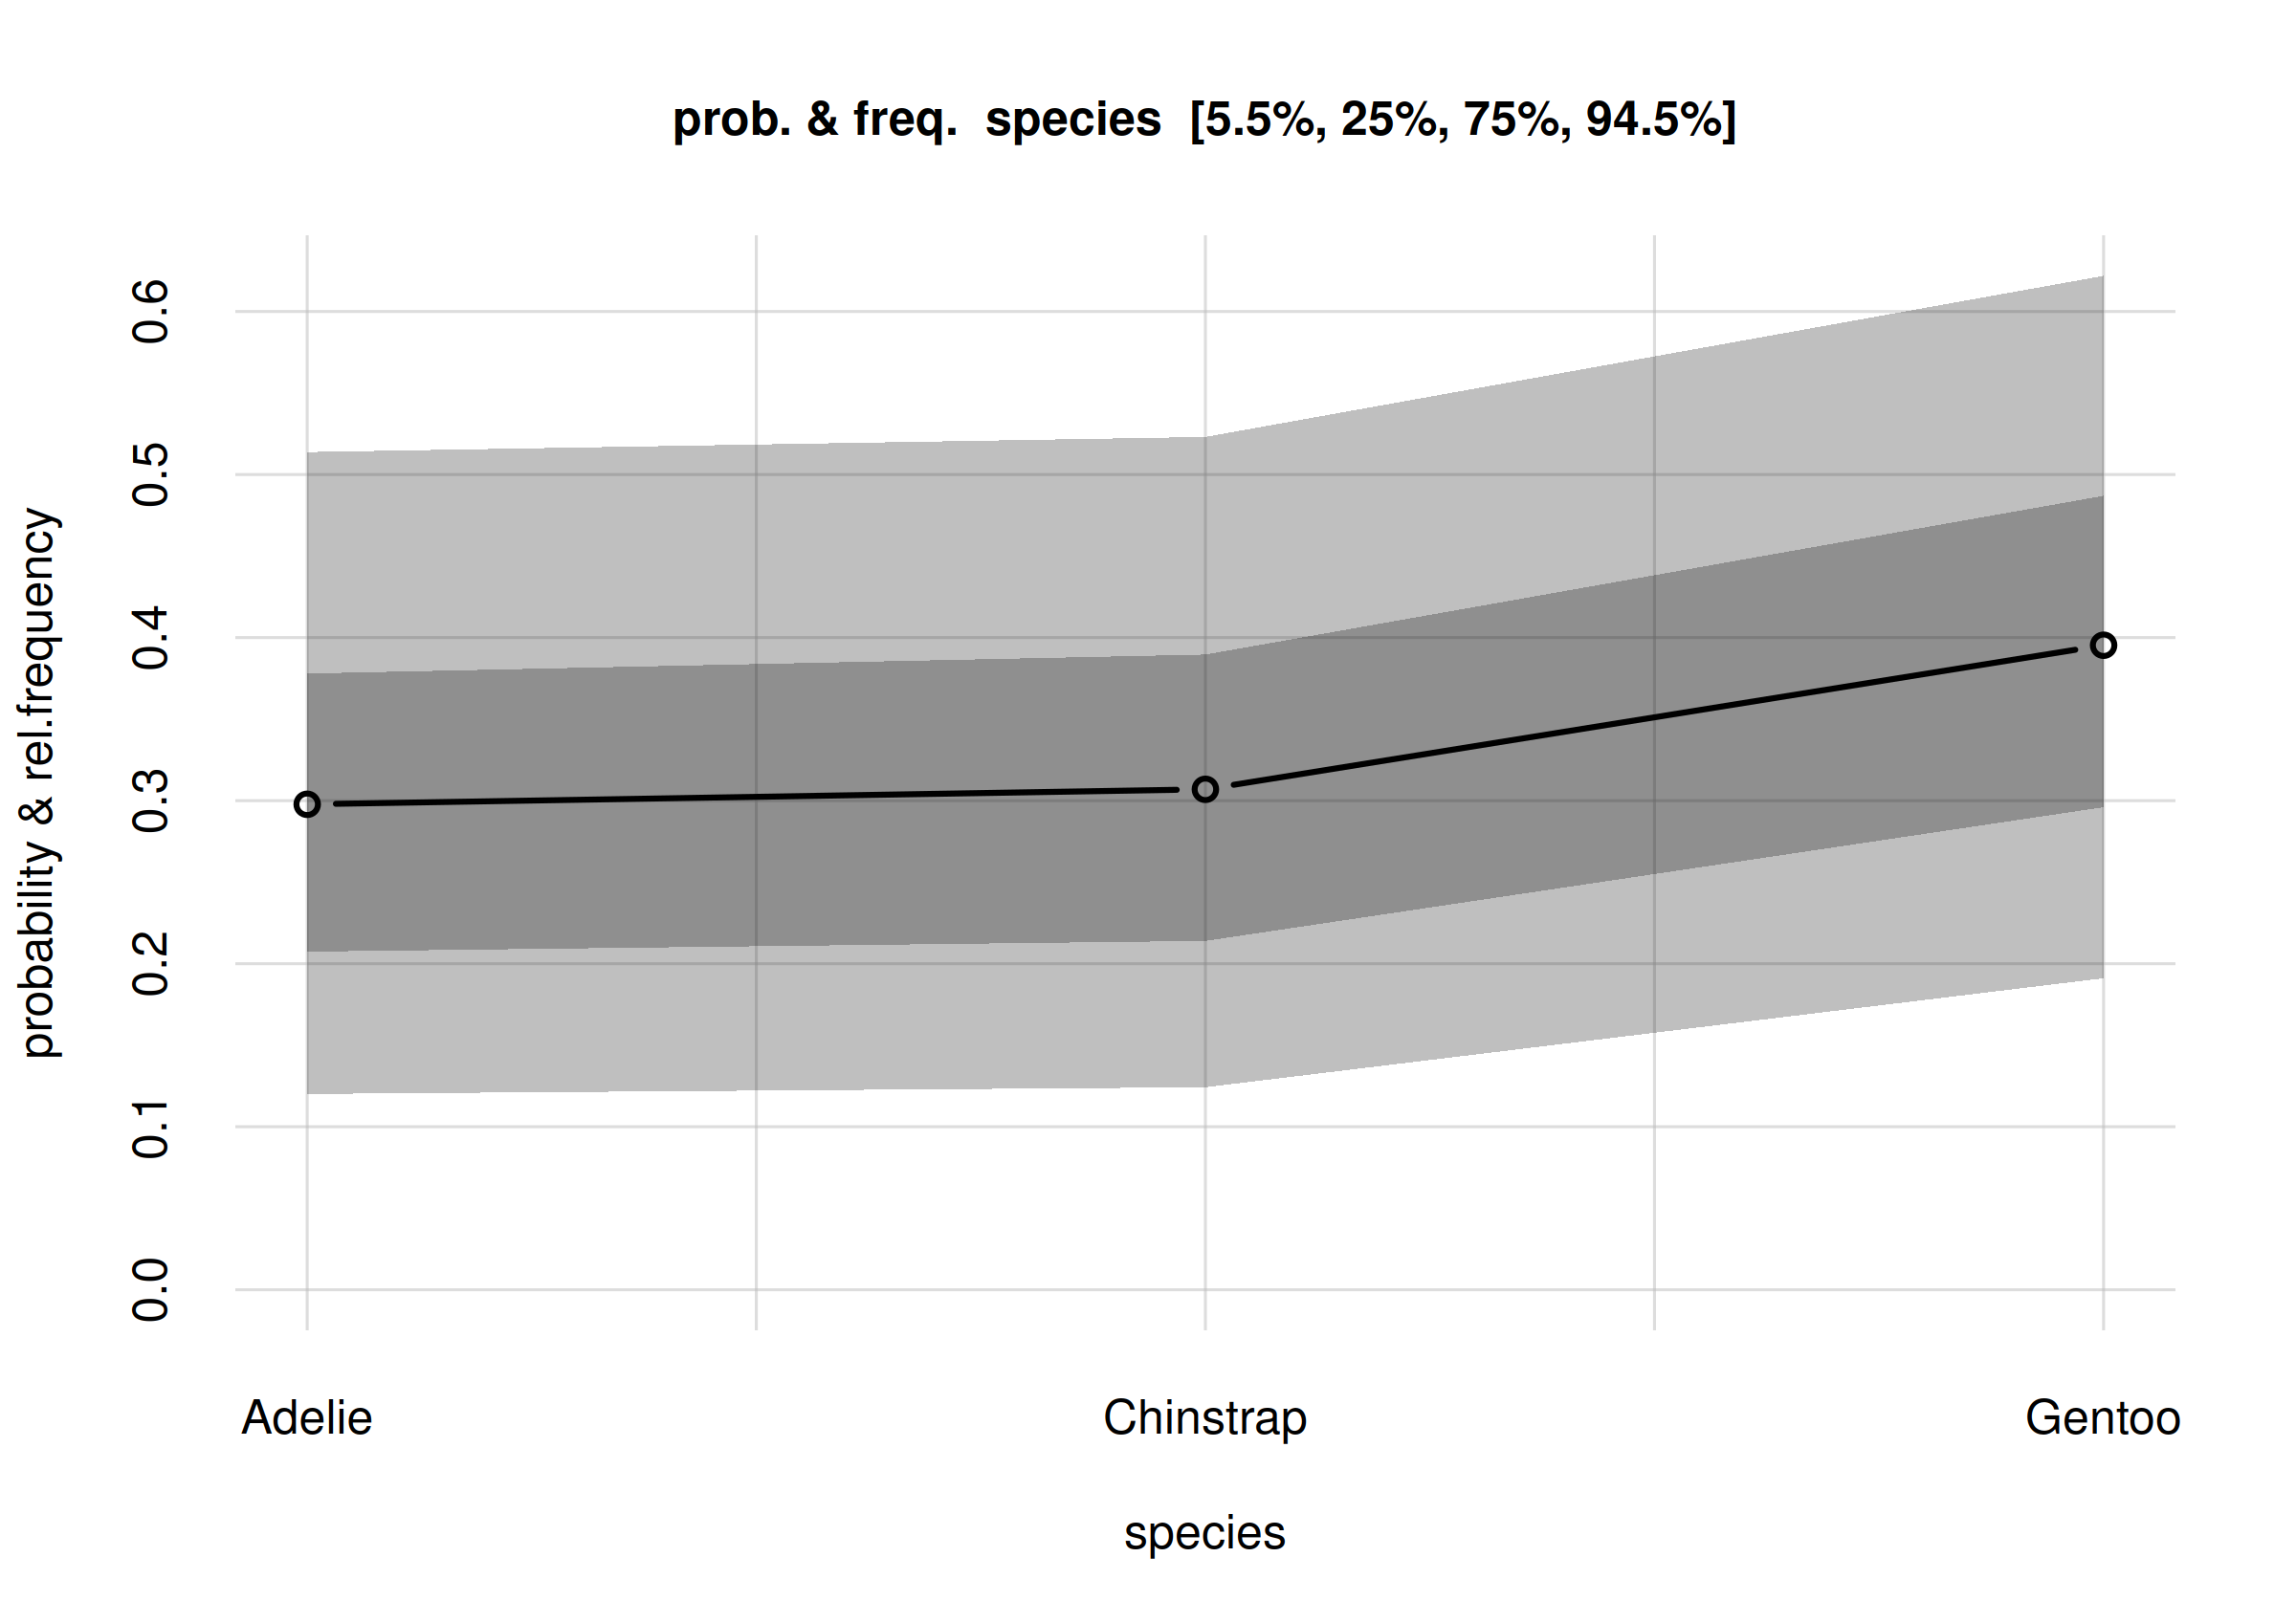 prob. & freq.  species  [5.5%, 25%, 75%, 94.5%]
probability & rel.frequency
0.6
0.5
0.4
0.3
0.2
0.1
0.0
Adelie Chinstrap Gentoo
species